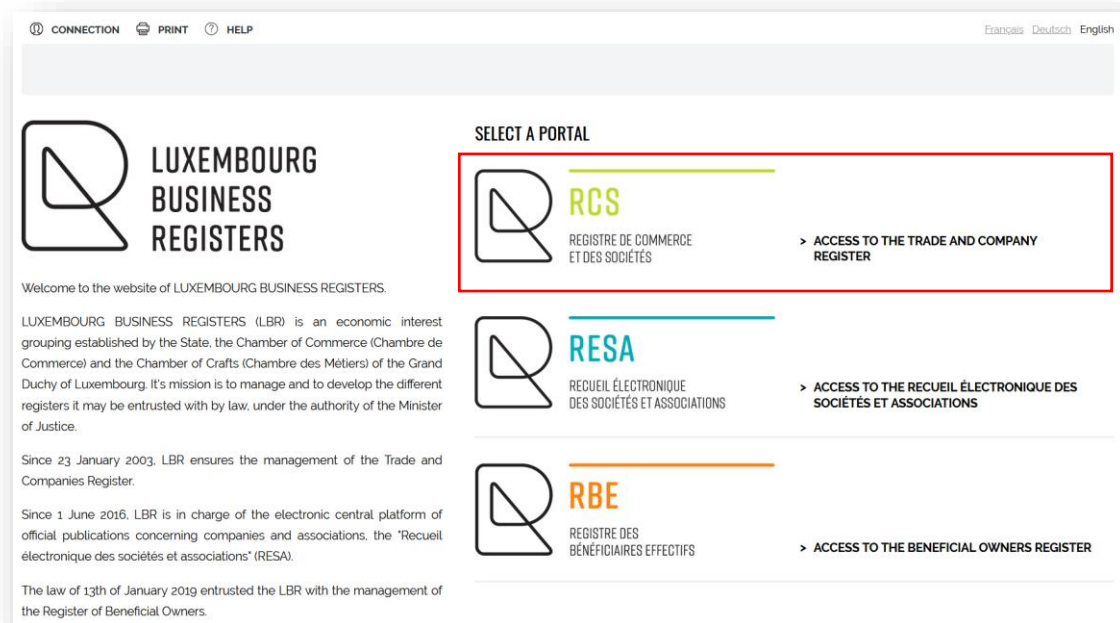 CONNECTION PRINT HELP
Français Deutsch English
LUXEMBOURG
BUSINESS
REGISTERS
Welcome to the website of LUXEMBOURG BUSINESS REGISTERS.
LUXEMBOURG BUSINESS REGISTERS (LBR) is an economic interest
grouping established by the State, the Chamber of Commerce (Chambre de
Commerce) and the Chamber of Crafts (Chambre des Métiers) of the Grand
Duchy of Luxembourg. It's mission is to manage and to develop the different
registers it may be entrusted with by law, under the authority of the Minister
of Justice.
Since 23 January 2003, LBR ensures the management of the Trade and
Companies Register.
Since 1 June 2016, LBR is in charge of the electronic central platform of
official publications concerning companies and associations, the "Recueil
électronique des sociétés et associations" (RESA).
The law of 13th of January 2019 entrusted the LBR with the management of
the Register of Beneficial Owners.
SELECT A PORTAL
RCS
REGISTRE DE COMMERCE
ET DES SOCIÉTÉS
> ACCESS TO THE TRADE AND COMPANY
REGISTER
RESA
RECUEIL ÉLECTRONIQUE
DES SOCIÉTÉS ET ASSOCIATIONS
> ACCESS TO THE RECUEIL ÉLECTRONIQUE DES
SOCIÉTÉS ET ASSOCIATIONS
RBE
REGISTRE DES
BÉNÉFICIAIRES EFFECTIFS
> ACCESS TO THE BENEFICIAL OWNERS REGISTER